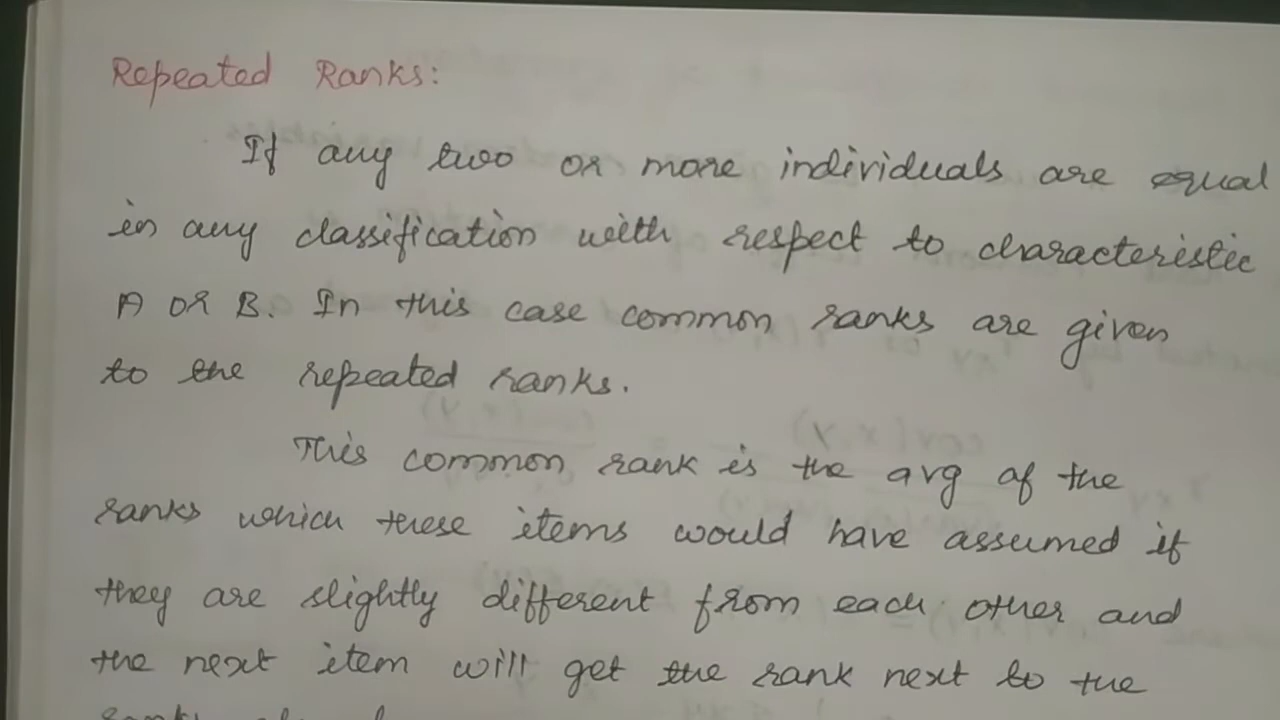 Repeated Ranks:
If any two or more individuals are equal
in any classification with respect to characteristic
A or B. In this case common ranks are given
to the repeated ranks.
This common rank is the avg of the
ranks which these items would have assumed if
they are slightly different from each other and
the next item will get the rank next to the